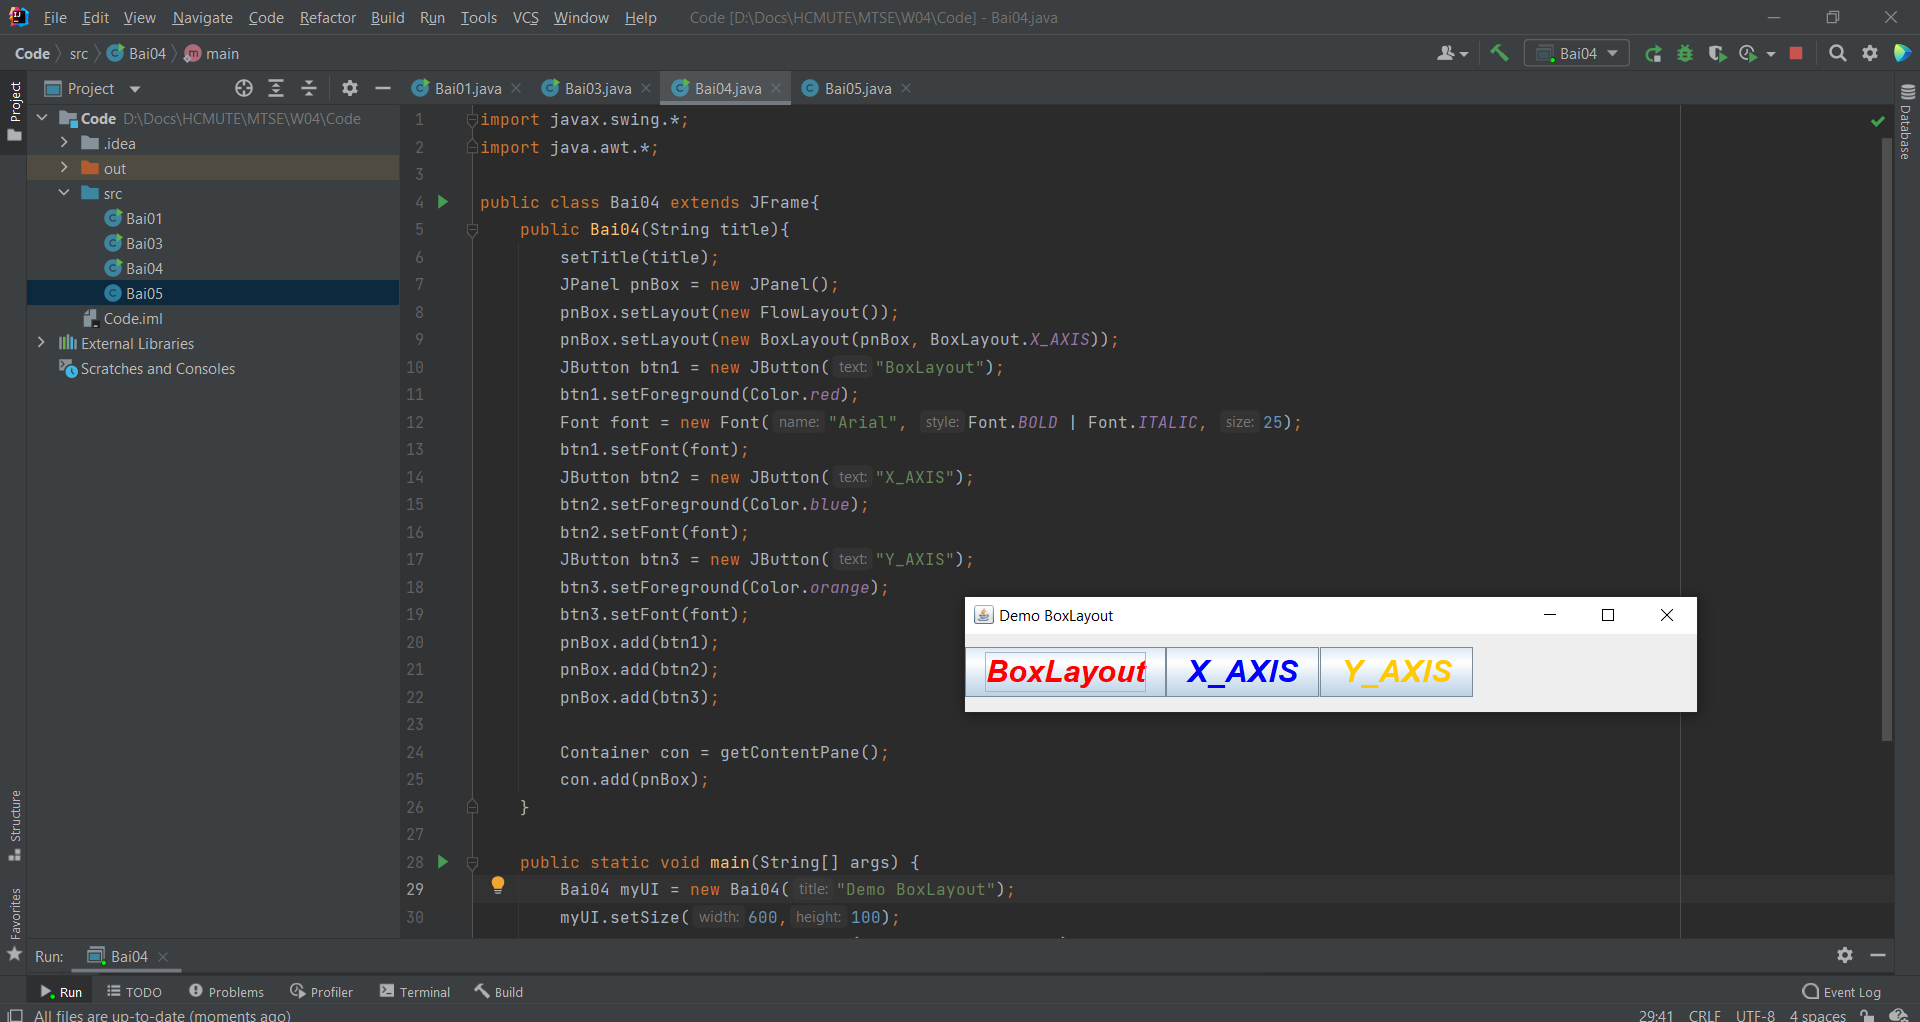 File Edit View Navigate Code Refactor Build Run Tools VCS Window Help Code [D:\Docs\HCMUTE\MTSE\W04\Code] - Bai04.java
Code src Bai04 main Bai04
Project Bai01.java Bai03.java Bai04.java Bai05.java
Project
Code D:\Docs\HCMUTE\MTSE\W04\Code
.idea
out
src
Bai01
Bai03
Bai04
Bai05
Code.iml
External Libraries
Scratches and Consoles
Structure
Favorites
Database
1 import javax.swing.*;
2 import java.awt.*;
3
4 public class Bai04 extends JFrame{
5 public Bai04(String title){
6 setTitle(title);
7 JPanel pnBox = new JPanel();
8 pnBox.setLayout(new FlowLayout());
9 pnBox.setLayout(new BoxLayout(pnBox, BoxLayout.X_AXIS));
10 JButton btn1 = new JButton( text: "BoxLayout");
11 btn1.setForeground(Color.red);
12 Font font = new Font( name: "Arial", style: Font.BOLD | Font.ITALIC, size: 25);
13 btn1.setFont(font);
14 JButton btn2 = new JButton( text: "X_AXIS");
15 btn2.setForeground(Color.blue);
16 btn2.setFont(font);
17 JButton btn3 = new JButton( text: "Y_AXIS");
18 btn3.setForeground(Color.orange);
19 btn3.setFont(font);
20 pnBox.add(btn1);
21 pnBox.add(btn2);
22 pnBox.add(btn3);
23
24 Container con = getContentPane();
25 con.add(pnBox);
26 }
27
28 public static void main(String[] args) {
29 Bai04 myUI = new Bai04( title: "Demo BoxLayout");
30 myUI.setSize( width: 600, height: 100);
Demo BoxLayout
BoxLayout X_AXIS Y_AXIS
Run: Bai04
Run TODO Problems Profiler Terminal Build Event Log
All files are up-to-date (moments ago) 29:41 CRLF UTF-8 4 spaces